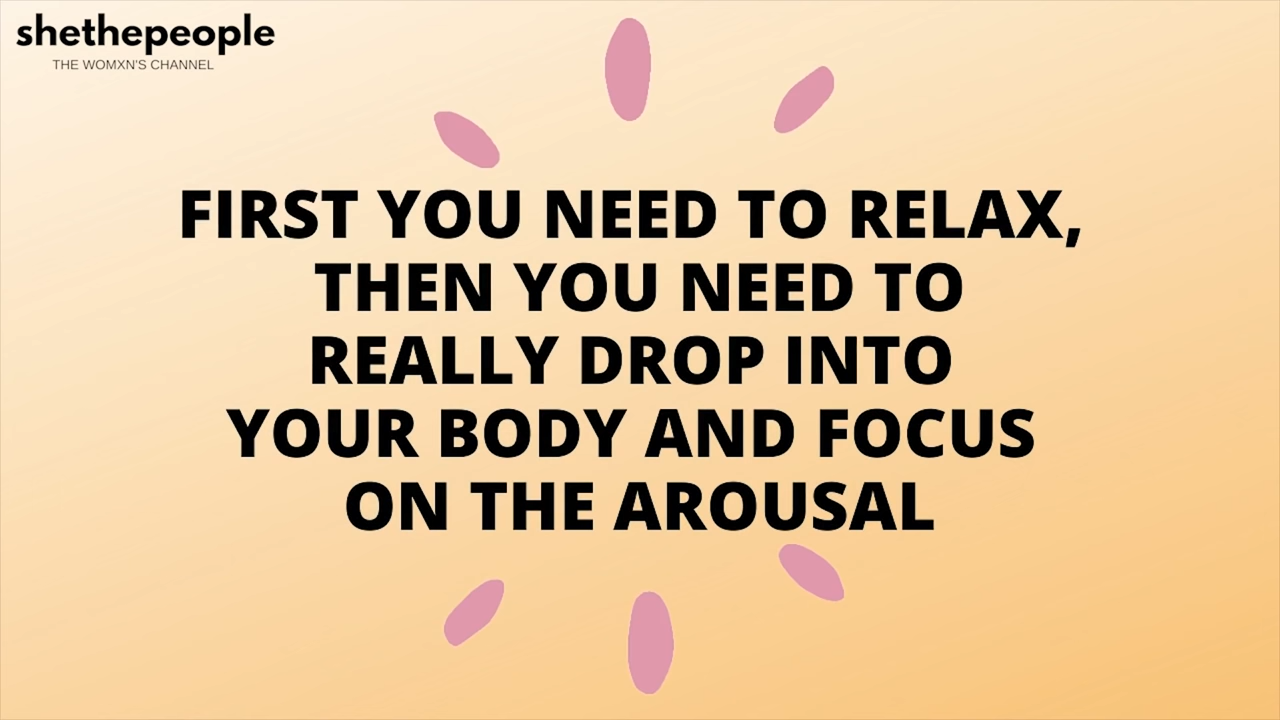 shethepeople
THE WOMXN'S CHANNEL
FIRST YOU NEED TO RELAX,
THEN YOU NEED TO
REALLY DROP INTO
YOUR BODY AND FOCUS
ON THE AROUSAL